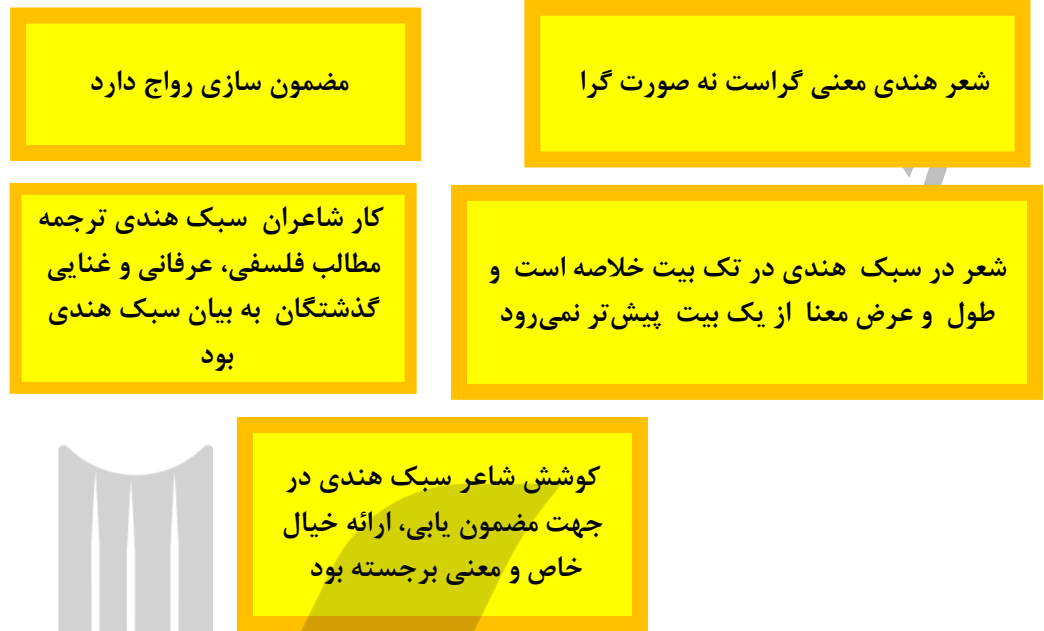 شعر هندی معنی گراست نه صورت گرا
مضمون سازی رواج دارد
شعر در سبک هندی در تک بیت خلاصه است و
طول و عرض معنا از یک بیت پیش‌تر نمی‌رود
کار شاعران سبک هندی ترجمه
مطالب فلسفی، عرفانی و غنایی
گذشتگان به بیان سبک هندی
بود
کوشش شاعر سبک هندی در
جهت مضمون یابی، ارائه خیال
خاص و معنی برجسته بود